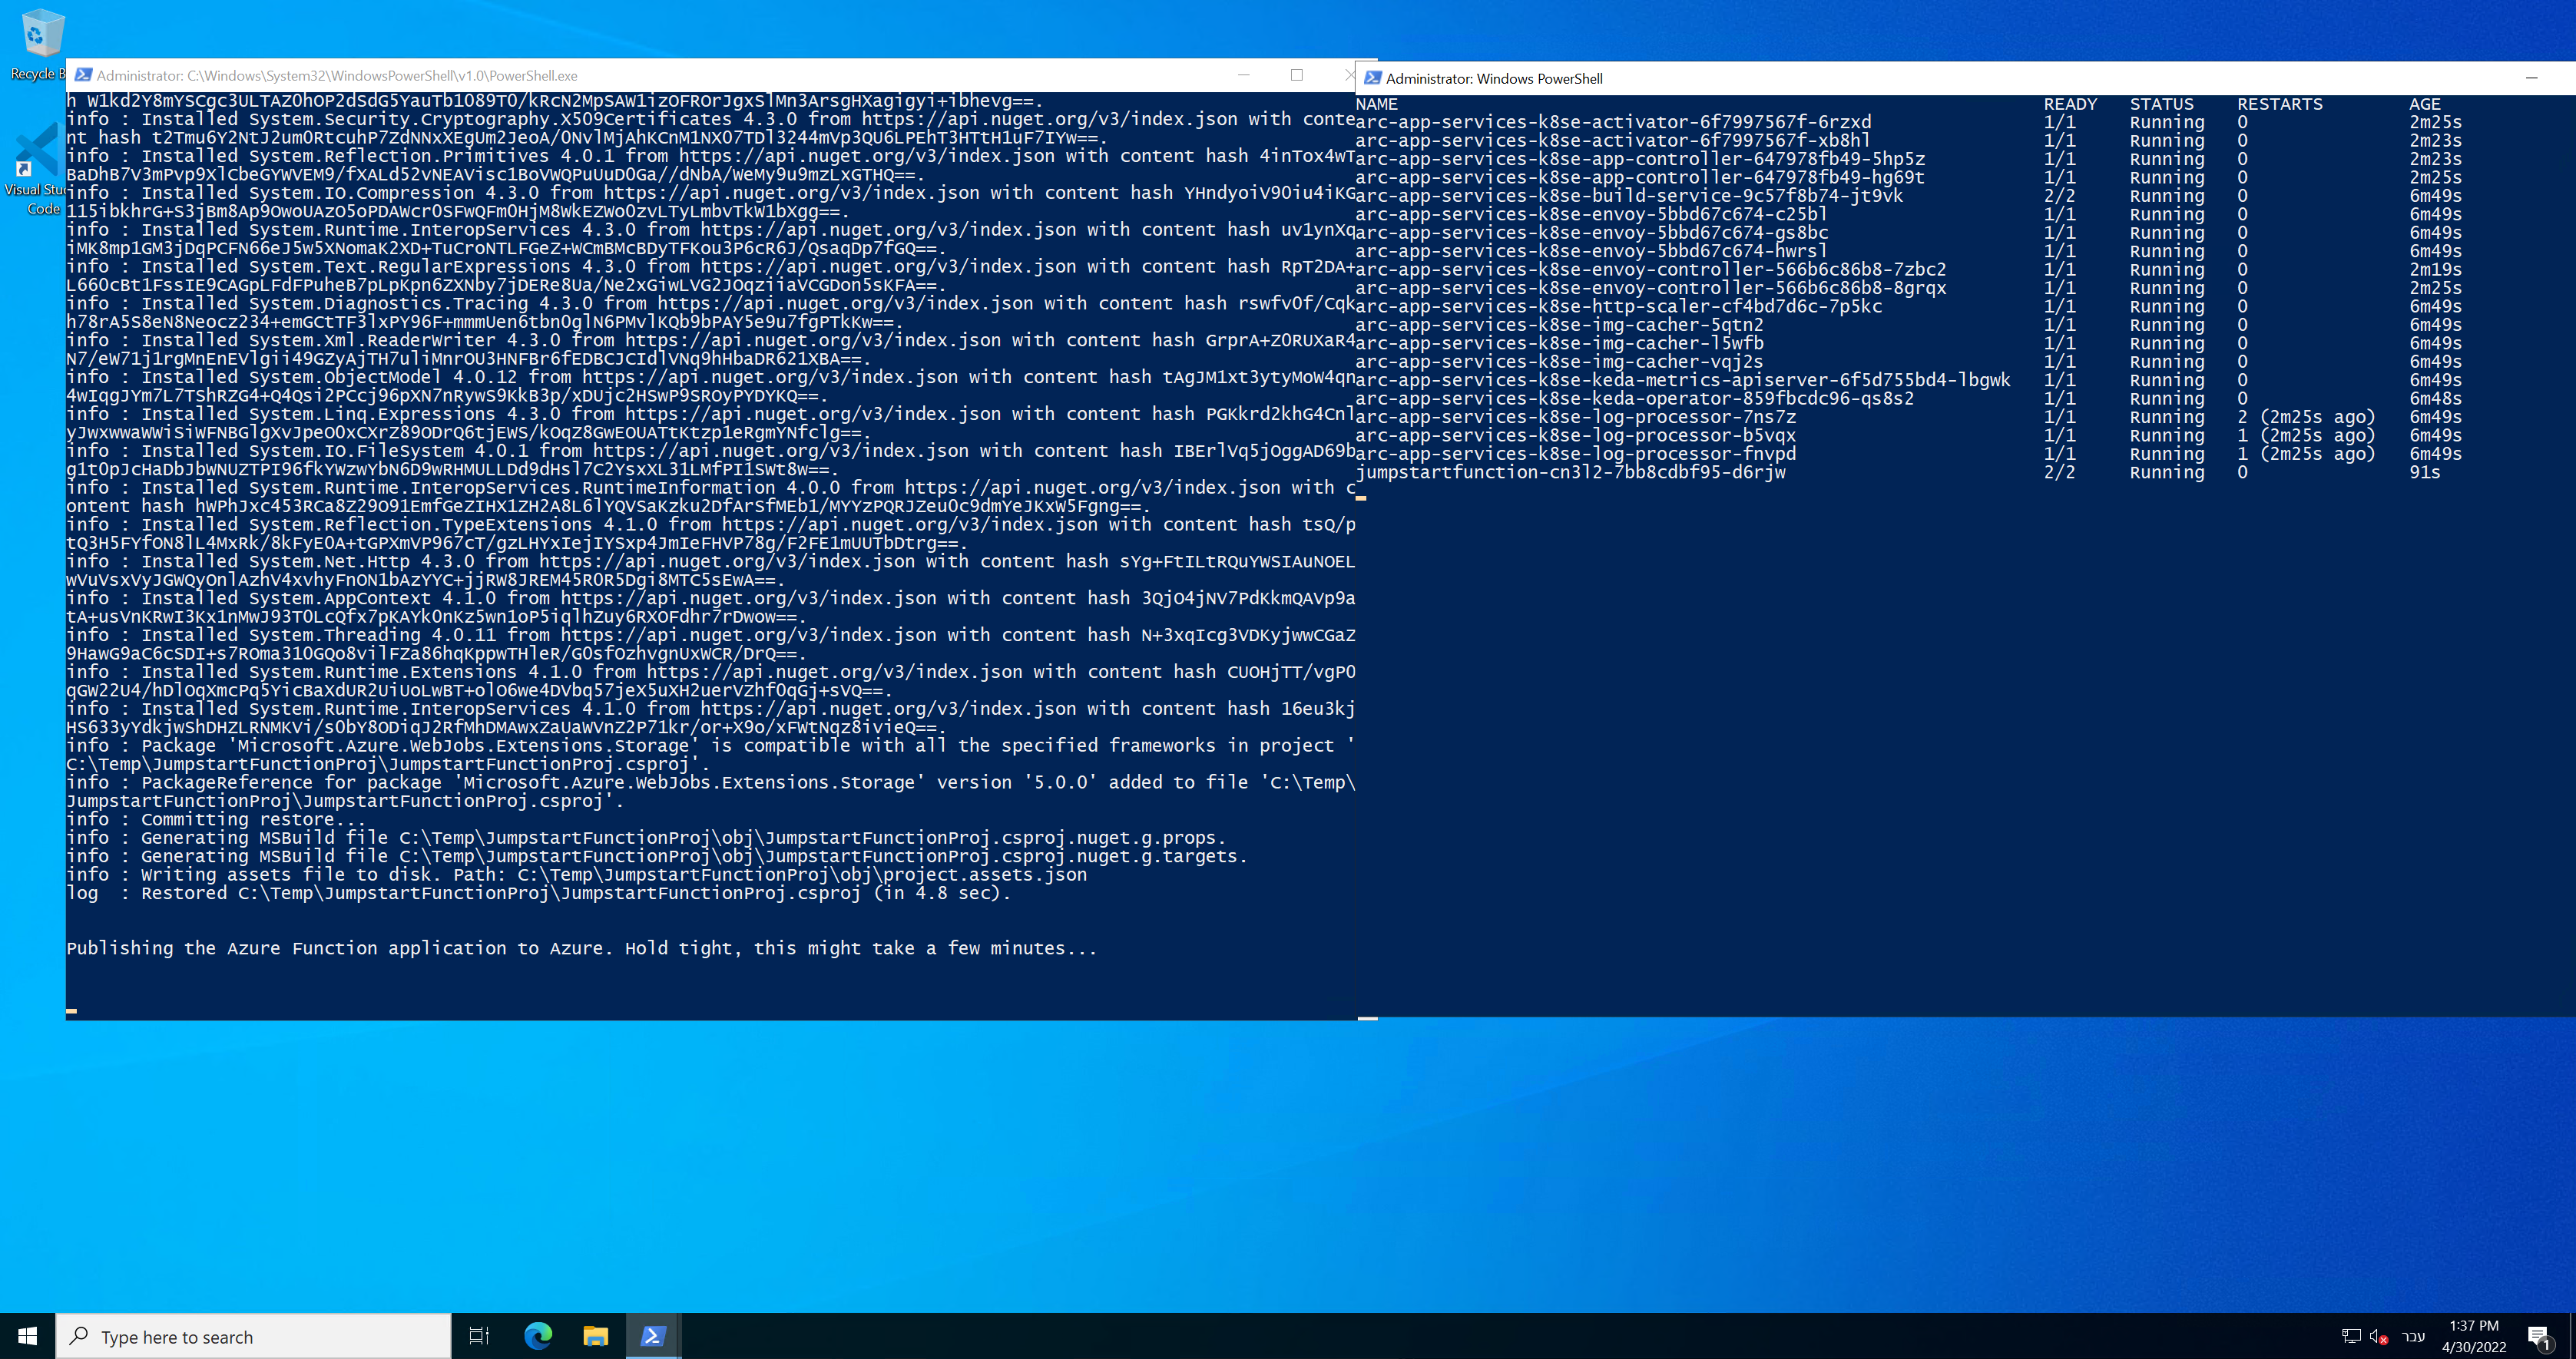 Recycle B
Visual Stu
Code
Administrator: C:\Windows\System32\WindowsPowerShell\v1.0\PowerShell.exe
h W1kd2Y8mYSCgc3ULTAZ0hOP2dSdG5YauTb1O89T0/kRcN2MpSAW1izOFROrJgxSlMn3ArsgHXagigyi+ibhevg==.
info : Installed System.Security.Cryptography.X509Certificates 4.3.0 from https://api.nuget.org/v3/index.json with conte
nt hash t2Tmu6Y2NtJ2um0RtcuhP7ZdNNxXEgUm2JeoA/0NvlMjAhKCnM1NX07TDl3244mVp3QU6LPEhT3HTtH1uF7IYw==.
info : Installed System.Reflection.Primitives 4.0.1 from https://api.nuget.org/v3/index.json with content hash 4inTox4wT
BaDhB7V3mPvp9XlCbeGYWVEM9/fXALd52vNEAVisc1BoVWQPuUuD0Ga//dNbA/WeMy9u9mzLxGTHQ==.
info : Installed System.IO.Compression 4.3.0 from https://api.nuget.org/v3/index.json with content hash YHndyoiV90iu4iKG
115ibkhrG+S3jBm8Ap9OwoUAzO5oPDAWcr0SFwQFm0HjM8WkEZWo0zvLTyLmbvTkW1bXgg==.
info : Installed System.Runtime.InteropServices 4.3.0 from https://api.nuget.org/v3/index.json with content hash uv1ynXq
iMK8mp1GM3jDqPCFN66eJ5w5XNomaK2XD+TuCroNTLFGeZ+WCmBMcBDyTFKou3P6cR6J/QsaqDp7fGQ==.
info : Installed System.Text.RegularExpressions 4.3.0 from https://api.nuget.org/v3/index.json with content hash RpT2DA+
L660cBt1FssIE9CAGpLFdFPuheB7pLpKpn6ZXNby7jDERe8Ua/Ne2xGiwLVG2JOqziiaVCGDon5sKFA==.
info : Installed System.Diagnostics.Tracing 4.3.0 from https://api.nuget.org/v3/index.json with content hash rswfv0f/Cqk
h78rA5S8eN8Neocz234+emGCtTF3lxPY96F+mmmUen6tbn0glN6PMvlKQb9bPAY5e9u7fgPTkKw==.
info : Installed System.Xml.ReaderWriter 4.3.0 from https://api.nuget.org/v3/index.json with content hash GrprA+Z0RUXaR4
N7/ew71j1rgMnEnEVlgii49GZyAjTH7uliMnrOU3HNFBr6fEDBCJCIdlVNq9hHbaDR621XBA==.
info : Installed System.ObjectModel 4.0.12 from https://api.nuget.org/v3/index.json with content hash tAgJM1xt3ytyMoW4qn
4wIqgJYm7L7TShRZG4+Q4Qsi2PCcj96pXN7nRywS9KkB3p/xDUjc2HSwP9SROyPYDYKQ==.
info : Installed System.Linq.Expressions 4.3.0 from https://api.nuget.org/v3/index.json with content hash PGKkrd2khG4Cnl
yJwxwwaWWiSiWFNBGlgXvJpeO0xCXrZ89ODrQ6tjEWS/kOqZ8GwEOUATtKtzp1eRgmYNfclg==.
info : Installed System.IO.FileSystem 4.0.1 from https://api.nuget.org/v3/index.json with content hash IBErlVq5jOggAD69b
g1t0pJcHaDbJbWNUZTPI96fkYWzwYbN6D9wRHMULLDd9dHsl7C2YsxXL31LMfPI1SWt8w==.
info : Installed System.Runtime.InteropServices.RuntimeInformation 4.0.0 from https://api.nuget.org/v3/index.json with c
ontent hash hWPhJxc453RCa8Z29O91EmfGeZIHX1ZH2A8L6lYQVSaKzku2DfArSfMEb1/MYYzPQRJZeu0c9dmYeJKxW5Fgng==.
info : Installed System.Reflection.TypeExtensions 4.1.0 from https://api.nuget.org/v3/index.json with content hash tsQ/p
tQ3H5FYfON8lL4MxRk/8kFyE0A+tGPXmVP967cT/gzLHYxIejIYSxp4JmIeFHVP78g/F2FE1mUUTbDtrg==.
info : Installed System.Net.Http 4.3.0 from https://api.nuget.org/v3/index.json with content hash sYg+FtILtRQuYWSIAuNOEL
wVuVsxVyJGWQyOnlAzhV4xvhyFnON1bAzYYC+jjRW8JREM45R0R5Dgi8MTC5sEwA==.
info : Installed System.AppContext 4.1.0 from https://api.nuget.org/v3/index.json with content hash 3QjO4jNV7PdKkmQAVp9a
tA+usVnKRwI3Kx1nMwJ93T0LcQfx7pKAYk0nKz5wn1oP5iqlhZuy6RXOFdhr7rDwow==.
info : Installed System.Threading 4.0.11 from https://api.nuget.org/v3/index.json with content hash N+3xqIcg3VDKyjwwCGaZ
9HawG9aC6cSDI+s7ROma310GQo8vilFZa86hqKppwTHleR/G0sfOzhvgnUxWCR/DrQ==.
info : Installed System.Runtime.Extensions 4.1.0 from https://api.nuget.org/v3/index.json with content hash CUOHjTT/vgP0
qGW22U4/hDlOqXmcPq5YicBaXdUR2UiUoLwBT+olO6we4DVbq57jeX5uXH2uerVZhf0qGj+sVQ==.
info : Installed System.Runtime.InteropServices 4.1.0 from https://api.nuget.org/v3/index.json with content hash 16eu3kj
HS633yYdkjwShDHZLRNMKVi/s0bY8ODiqJ2RfMhDMAwxZaUaWVnZ2P71kr/or+X9o/xFWtNqz8ivieQ==.
info : Package 'Microsoft.Azure.WebJobs.Extensions.Storage' is compatible with all the specified frameworks in project '
C:\Temp\JumpstartFunctionProj\JumpstartFunctionProj.csproj'.
info : PackageReference for package 'Microsoft.Azure.WebJobs.Extensions.Storage' version '5.0.0' added to file 'C:\Temp\
JumpstartFunctionProj\JumpstartFunctionProj.csproj'.
info : Committing restore...
info : Generating MSBuild file C:\Temp\JumpstartFunctionProj\obj\JumpstartFunctionProj.csproj.nuget.g.props.
info : Generating MSBuild file C:\Temp\JumpstartFunctionProj\obj\JumpstartFunctionProj.csproj.nuget.g.targets.
info : Writing assets file to disk. Path: C:\Temp\JumpstartFunctionProj\obj\project.assets.json
log  : Restored C:\Temp\JumpstartFunctionProj\JumpstartFunctionProj.csproj (in 4.8 sec).
Publishing the Azure Function application to Azure. Hold tight, this might take a few minutes...
Administrator: Windows PowerShell
NAME READY STATUS RESTARTS AGE
arc-app-services-k8se-activator-6f7997567f-6rzxd 1/1 Running 0 2m25s
arc-app-services-k8se-activator-6f7997567f-xb8hl 1/1 Running 0 2m23s
arc-app-services-k8se-app-controller-647978fb49-5hp5z 1/1 Running 0 2m23s
arc-app-services-k8se-app-controller-647978fb49-hg69t 1/1 Running 0 2m25s
arc-app-services-k8se-build-service-9c57f8b74-jt9vk 2/2 Running 0 6m49s
arc-app-services-k8se-envoy-5bbd67c674-c25bl 1/1 Running 0 6m49s
arc-app-services-k8se-envoy-5bbd67c674-gs8bc 1/1 Running 0 6m49s
arc-app-services-k8se-envoy-5bbd67c674-hwrsl 1/1 Running 0 6m49s
arc-app-services-k8se-envoy-controller-566b6c86b8-7zbc2 1/1 Running 0 2m19s
arc-app-services-k8se-envoy-controller-566b6c86b8-8grqx 1/1 Running 0 2m25s
arc-app-services-k8se-http-scaler-cf4bd7d6c-7p5kc 1/1 Running 0 6m49s
arc-app-services-k8se-img-cacher-5qtn2 1/1 Running 0 6m49s
arc-app-services-k8se-img-cacher-l5wfb 1/1 Running 0 6m49s
arc-app-services-k8se-img-cacher-vqj2s 1/1 Running 0 6m49s
arc-app-services-k8se-keda-metrics-apiserver-6f5d755bd4-lbgwk 1/1 Running 0 6m49s
arc-app-services-k8se-keda-operator-859fbcdc96-qs8s2 1/1 Running 0 6m48s
arc-app-services-k8se-log-processor-7ns7z 1/1 Running 2 (2m25s ago) 6m49s
arc-app-services-k8se-log-processor-b5vqx 1/1 Running 1 (2m25s ago) 6m49s
arc-app-services-k8se-log-processor-fnvpd 1/1 Running 1 (2m25s ago) 6m49s
jumpstartfunction-cn3l2-7bb8cdbf95-d6rjw 2/2 Running 0 91s
Type here to search
עבר
1:37 PM
4/30/2022
1